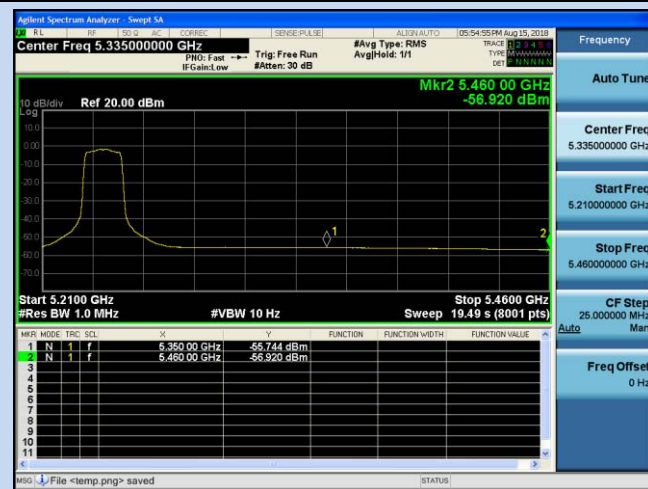 Agilent Spectrum Analyzer - Swept SA
RL RF 50 Ω AC CORREC SENSE:PULSE ALIGN AUTO 05:54:55 PM Aug 15, 2018
Center Freq 5.335000000 GHz
PNO: Fast
IFGain:Low
Trig: Free Run
#Atten: 30 dB
#Avg Type: RMS
Avg|Hold: 1/1
TRACE 1 2 3 4 5 6
TYPE M
DET P N N N N N
Mkr2 5.460 00 GHz
-56.920 dBm
10 dB/div Ref 20.00 dBm
Log
10.0
0.00
-10.0
-20.0
-30.0
-40.0
-50.0
-60.0
-70.0
1
2
Start 5.2100 GHz Stop 5.4600 GHz
#Res BW 1.0 MHz #VBW 10 Hz Sweep 19.49 s (8001 pts)
MKR MODE TRC SCL X Y FUNCTION FUNCTION WIDTH FUNCTION VALUE
1 N 1 f 5.350 00 GHz -55.744 dBm
2 N 1 f 5.460 00 GHz -56.920 dBm
3
4
5
6
7
8
9
10
11
MSG File <temp.png> saved STATUS
Frequency
Auto Tune
Center Freq
5.335000000 GHz
Start Freq
5.210000000 GHz
Stop Freq
5.460000000 GHz
CF Step
25.000000 MHz
Auto Man
Freq Offset
0 Hz